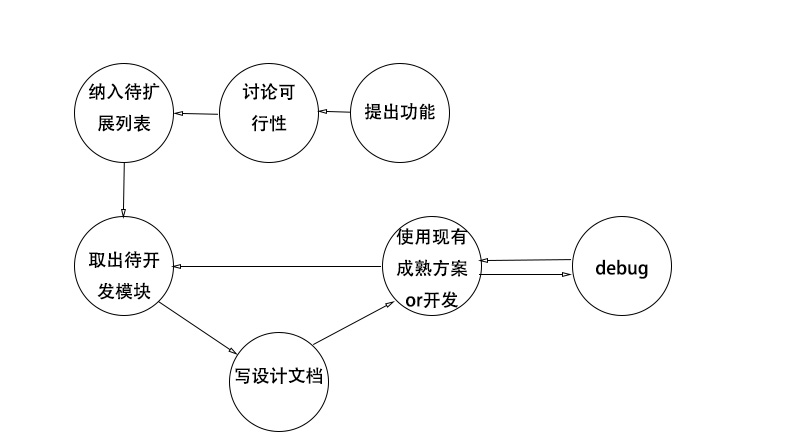 纳入待扩
展列表
讨论可
行性
提出功能
取出待开
发模块
使用现有
成熟方案
or开发
debug
写设计文档